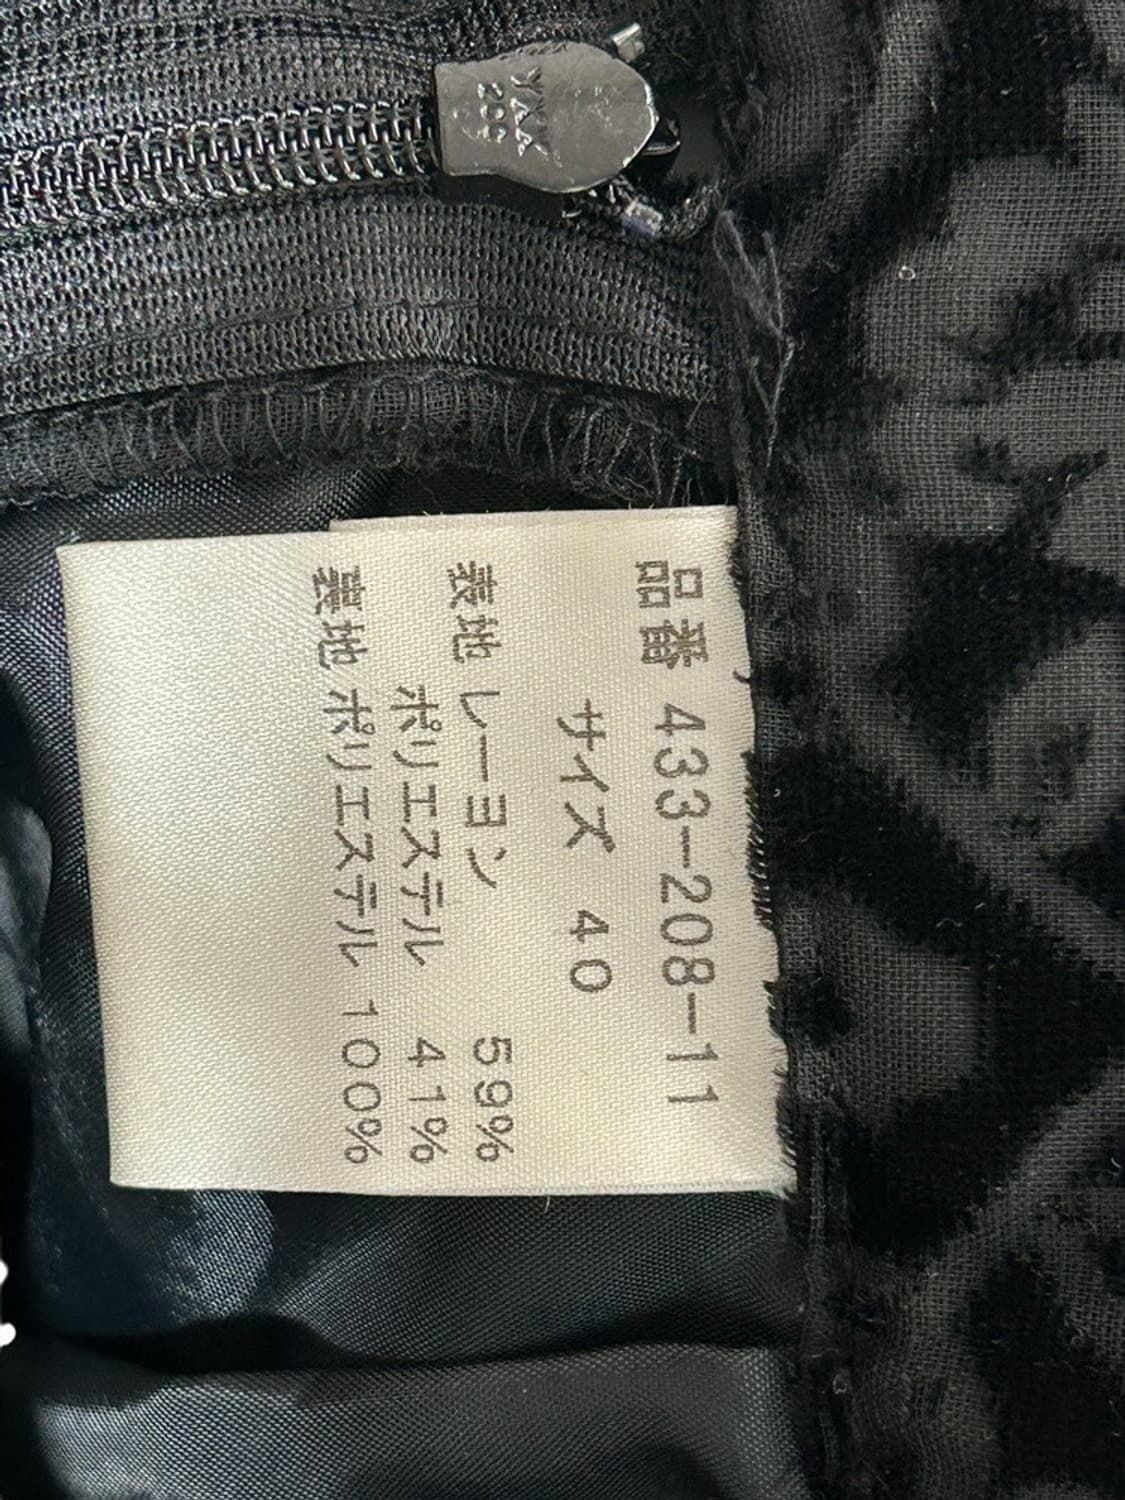 品番 433-208-11
サイズ 40
表地 レーヨン 59%
ポリエステル 41%
裏地 ポリエステル 100%
YKK